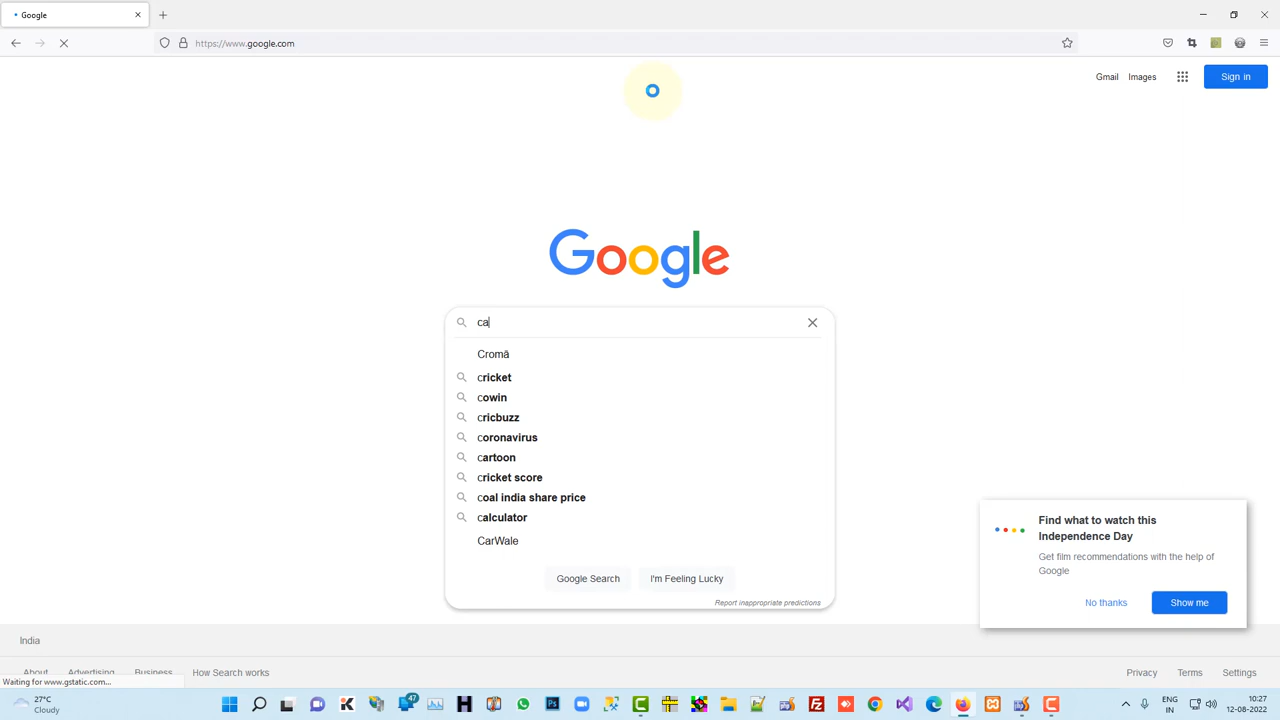 Google
https://www.google.com
Gmail Images Sign in
Google
ca
Cromā
cricket
cowin
cricbuzz
coronavirus
cartoon
cricket score
coal india share price
calculator
CarWale
Google Search I'm Feeling Lucky
Report inappropriate predictions
Find what to watch this
Independence Day
Get film recommendations with the help of
Google
No thanks Show me
India
About Advertising Business How Search works Privacy Terms Settings
Waiting for www.gstatic.com...
27°C
Cloudy
47
ENG
IN
10:27
12-08-2022